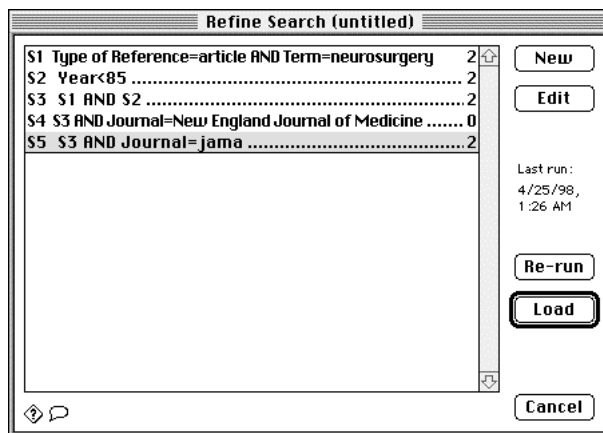 Refine Search (untitled)
S1 Type of Reference=article AND Term=neurosurgery 2
S2 Year<85 .................................................. 2
S3 S1 AND S2 ............................................... 2
S4 S3 AND Journal=New England Journal of Medicine ....... 0
S5 S3 AND Journal=jama ................................. 2
New
Edit
Last run:
4/25/98,
1:26 AM
Re-run
Load
Cancel